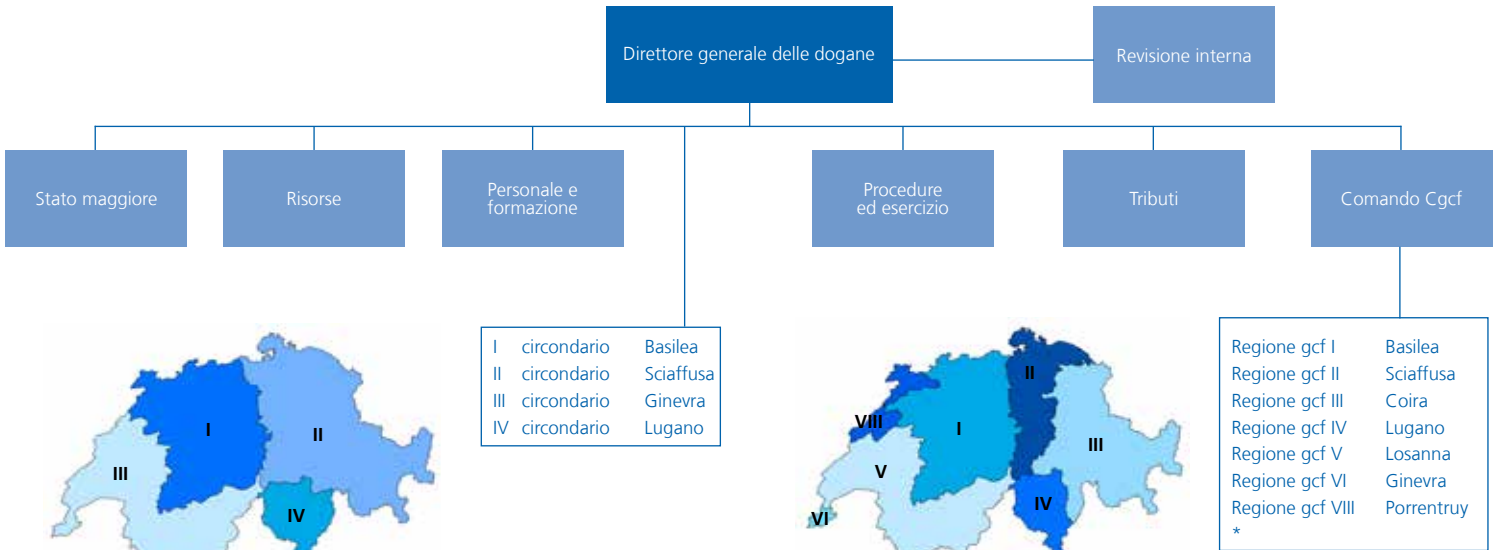 Direttore generale delle dogane
Revisione interna
Stato maggiore
Risorse
Personale e
formazione
Procedure
ed esercizio
Tributi
Comando Cgcf
I
II
III
IV
I circondario Basilea
II circondario Sciaffusa
III circondario Ginevra
IV circondario Lugano
II
VIII
I
III
V
IV
VI
Regione gcf I Basilea
Regione gcf II Sciaffusa
Regione gcf III Coira
Regione gcf IV Lugano
Regione gcf V Losanna
Regione gcf VI Ginevra
Regione gcf VIII Porrentruy
*